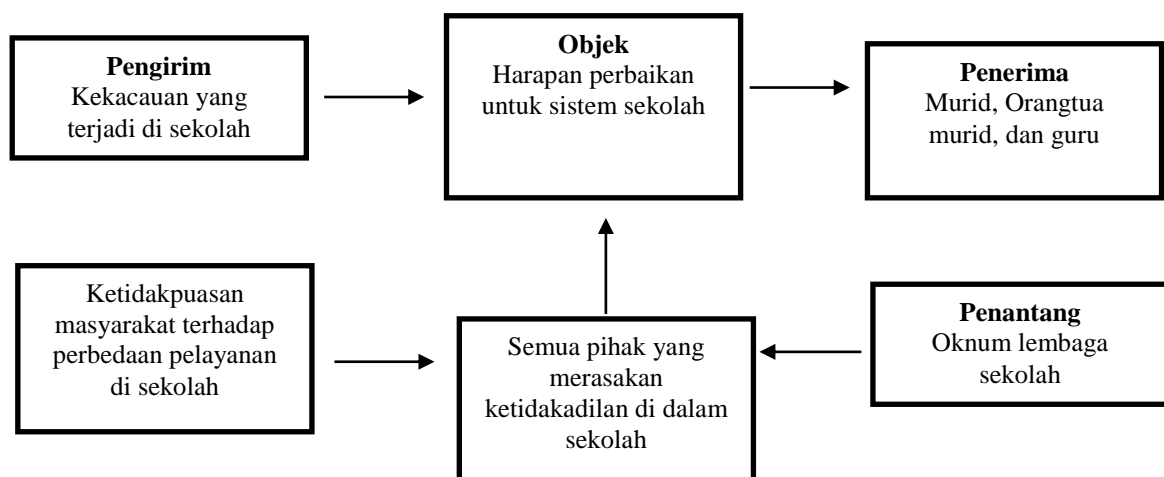 Pengirim
Kekacauan yang
terjadi di sekolah
Objek
Harapan perbaikan
untuk sistem sekolah
Penerima
Murid, Orangtua
murid, dan guru
Ketidakpuasan
masyarakat terhadap
perbedaan pelayanan
di sekolah
Semua pihak yang
merasakan
ketidakadilan di dalam
sekolah
Penantang
Oknum lembaga
sekolah